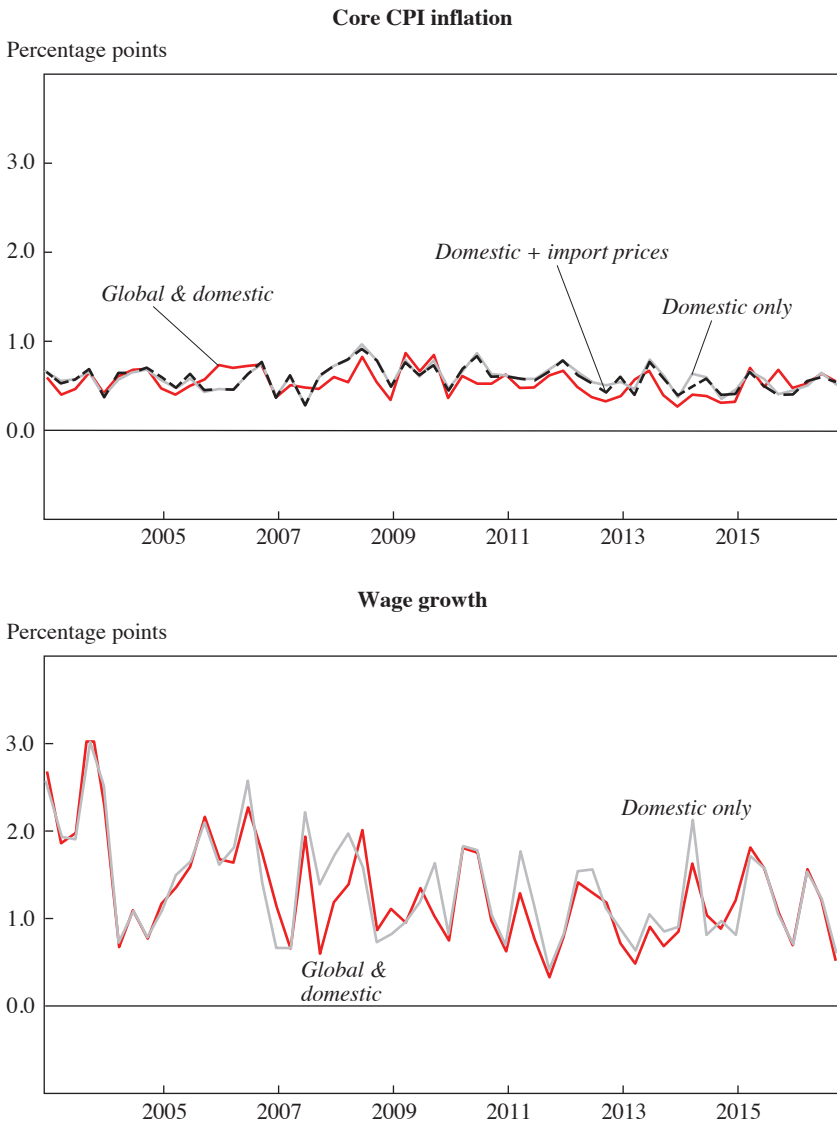 Core CPI inflation
Percentage points
3.0
2.0
Domestic + import prices
Global & domestic
Domestic only
1.0
0.0
2005 2007 2009 2011 2013 2015
Wage growth
Percentage points
3.0
Domestic only
2.0
1.0
Global &
domestic
0.0
2005 2007 2009 2011 2013 2015